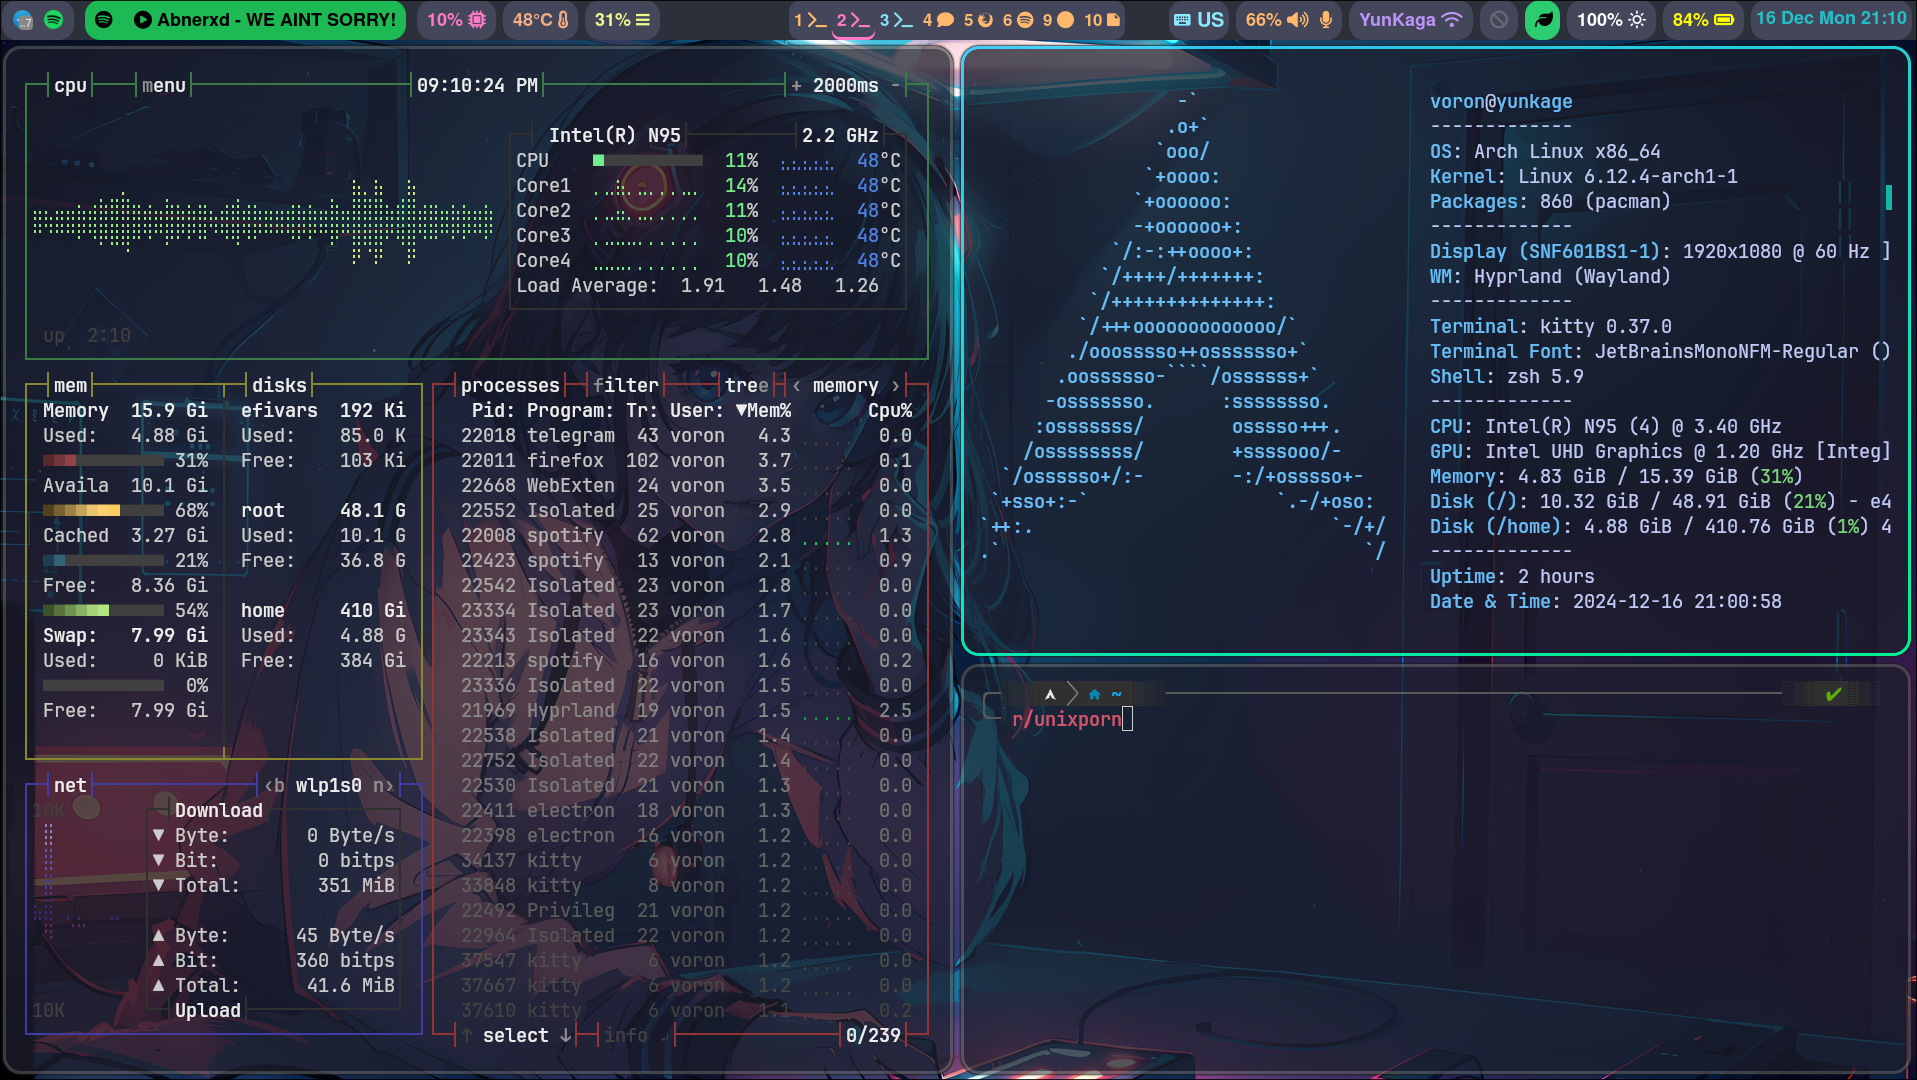 Abnerxd - WE AINT SORRY! 10% 48°C 31% 1 2 3 4 5 6 9 10 US 66% YunKaga 100% 84% 16 Dec Mon 21:10
cpu menu 09:10:24 PM + 2000ms -
Intel(R) N95 2.2 GHz
CPU 11% 48°C
Core1 14% 48°C
Core2 11% 48°C
Core3 10% 48°C
Core4 10% 48°C
Load Average: 1.91 1.48 1.26
up 2:10
mem
Memory 15.9 Gi
Used: 4.88 Gi
31%
Availa 10.1 Gi
68%
Cached 3.27 Gi
21%
Free: 8.36 Gi
54%
Swap: 7.99 Gi
Used: 0 KiB
0%
Free: 7.99 Gi
disks
efivars 192 Ki
Used: 85.0 K
Free: 103 Ki
root 48.1 G
Used: 10.1 G
Free: 36.8 G
home 410 Gi
Used: 4.88 G
Free: 384 Gi
net ‹b wlp1s0 n›
10K
Download
▼ Byte: 0 Byte/s
▼ Bit: 0 bitps
▼ Total: 351 MiB
▲ Byte: 45 Byte/s
▲ Bit: 360 bitps
▲ Total: 41.6 MiB
10K Upload
processes filter tree ‹ memory ›
Pid: Program: Tr: User: ▼Mem% Cpu%
22018 telegram 43 voron 4.3 0.0
22011 firefox 102 voron 3.7 0.1
22668 WebExten 24 voron 3.5 0.0
22552 Isolated 25 voron 2.9 0.0
22008 spotify 62 voron 2.8 1.3
22423 spotify 13 voron 2.1 0.9
22542 Isolated 23 voron 1.8 0.0
23334 Isolated 23 voron 1.7 0.0
23343 Isolated 22 voron 1.6 0.0
22213 spotify 16 voron 1.6 0.2
23336 Isolated 22 voron 1.5 0.0
21969 Hyprland 19 voron 1.5 2.5
22538 Isolated 21 voron 1.4 0.0
22752 Isolated 22 voron 1.4 0.0
22530 Isolated 21 voron 1.3 0.0
22411 electron 18 voron 1.3 0.0
22398 electron 16 voron 1.2 0.0
34137 kitty 6 voron 1.2 0.0
33848 kitty 8 voron 1.2 0.0
22492 Privileg 21 voron 1.2 0.0
22964 Isolated 22 voron 1.2 0.0
37547 kitty 6 voron 1.2 0.0
37667 kitty 6 voron 1.2 0.0
37610 kitty 6 voron 1.1 0.2
↑ select ↓ info ↲ 0/239
voron@yunkage
-------------
OS: Arch Linux x86_64
Kernel: Linux 6.12.4-arch1-1
Packages: 860 (pacman)
-------------
Display (SNF601BS1-1): 1920x1080 @ 60 Hz ]
WM: Hyprland (Wayland)
-------------
Terminal: kitty 0.37.0
Terminal Font: JetBrainsMonoNFM-Regular ()
Shell: zsh 5.9
-------------
CPU: Intel(R) N95 (4) @ 3.40 GHz
GPU: Intel UHD Graphics @ 1.20 GHz [Integ]
Memory: 4.83 GiB / 15.39 GiB (31%)
Disk (/): 10.32 GiB / 48.91 GiB (21%) - e4
Disk (/home): 4.88 GiB / 410.76 GiB (1%) 4
-------------
Uptime: 2 hours
Date & Time: 2024-12-16 21:00:58
~
r/unixporn